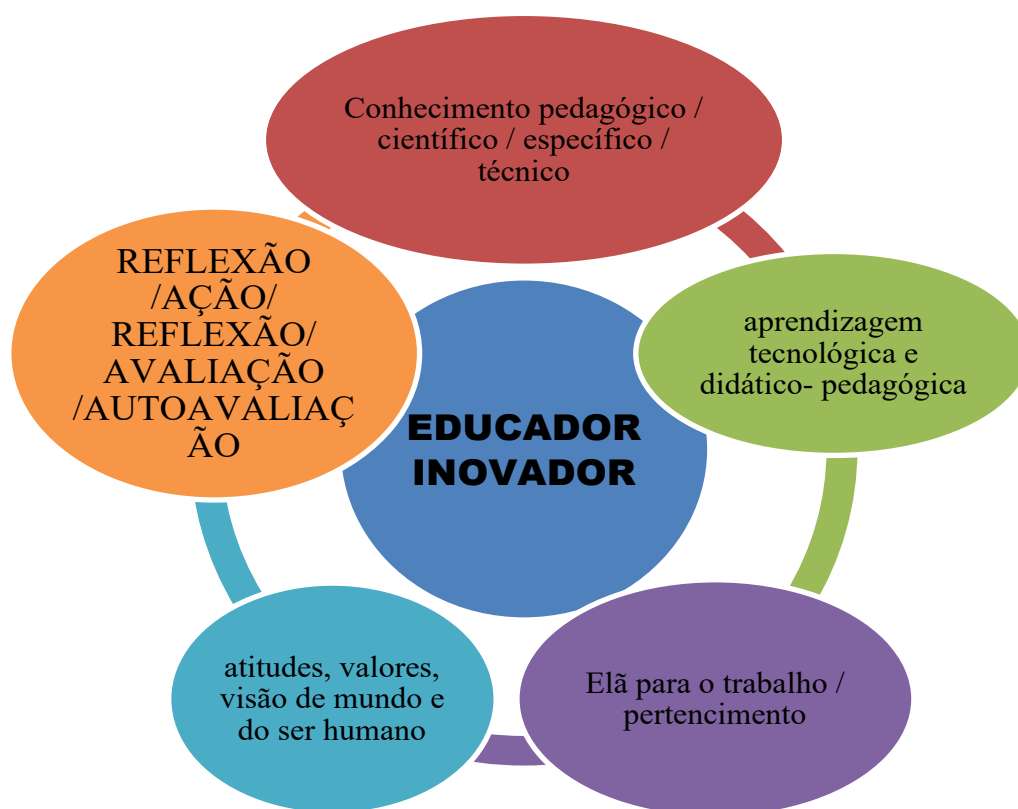 Conhecimento pedagógico /
científico / específico /
técnico
aprendizagem
tecnológica e
didático- pedagógica
Elã para o trabalho /
pertencimento
atitudes, valores,
visão de mundo e
do ser humano
REFLEXÃO
/AÇÃO/
REFLEXÃO/
AVALIAÇÃO
/AUTOAVALIAÇ
ÃO
EDUCADOR
INOVADOR